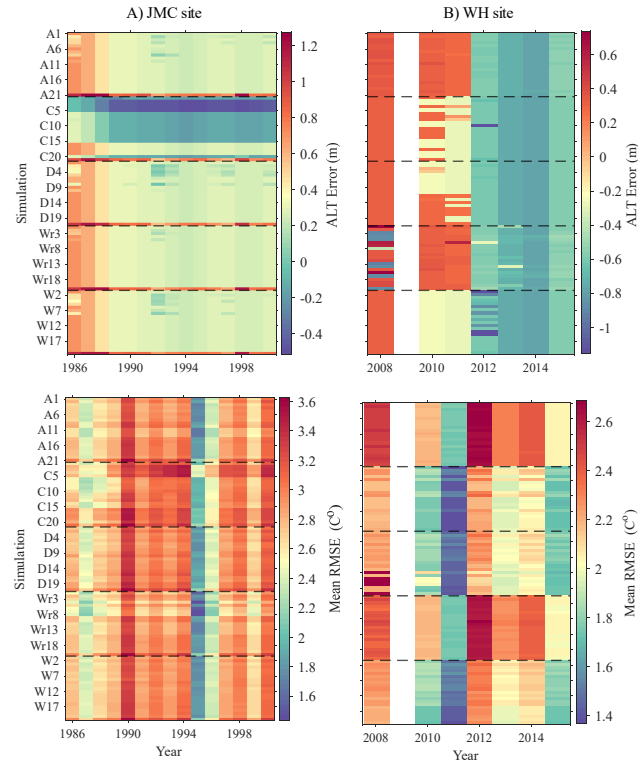 A) JMC site
B) WH site
A1
A6
A11
A16
A21
C5
C10
C15
C20
D4
D9
D14
D19
Wr3
Wr8
Wr13
Wr18
W2
W7
W12
W17
Simulation
1986
1990
1994
1998
1.2
1
0.8
0.6
0.4
0.2
0
-0.2
-0.4
ALT Error (m)
2008
2010
2012
2014
0.6
0.4
0.2
0
-0.2
-0.4
-0.6
-0.8
-1
ALT Error (m)
A1
A6
A11
A16
A21
C5
C10
C15
C20
D4
D9
D14
D19
Wr3
Wr8
Wr13
Wr18
W2
W7
W12
W17
Simulation
1986
1990
1994
1998
Year
3.6
3.4
3.2
3
2.8
2.6
2.4
2.2
2
1.8
1.6
Mean RMSE (C°)
2008
2010
2012
2014
Year
2.6
2.4
2.2
2
1.8
1.6
1.4
Mean RMSE (C°)